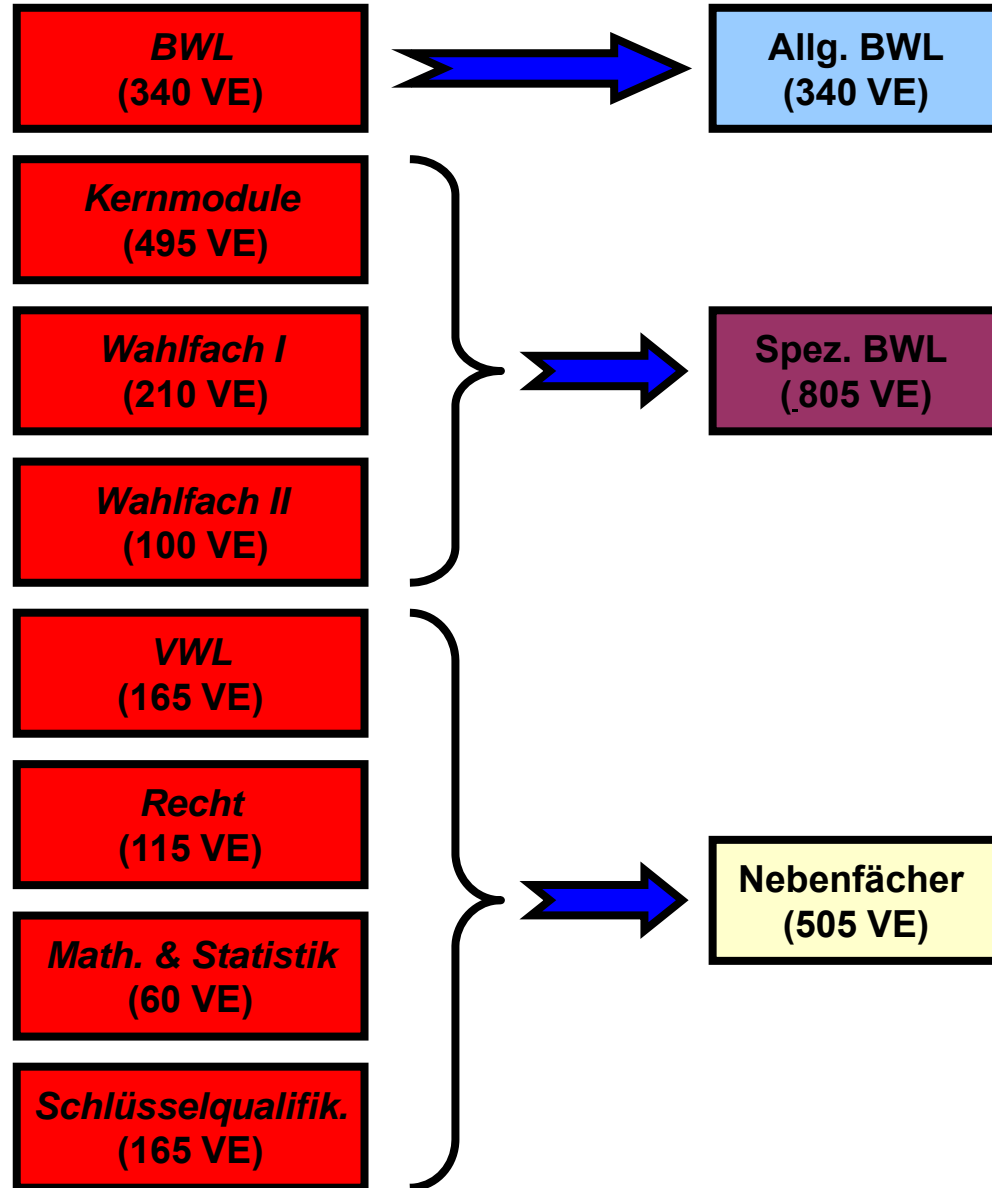 BWL
(340 VE)
Allg. BWL
(340 VE)
Kernmodule
(495 VE)
Wahlfach I
(210 VE)
Spez. BWL
( 805 VE)
Wahlfach II
(100 VE)
VWL
(165 VE)
Recht
(115 VE)
Nebenfächer
(505 VE)
Math. & Statistik
(60 VE)
Schlüsselqualifik.
(165 VE)